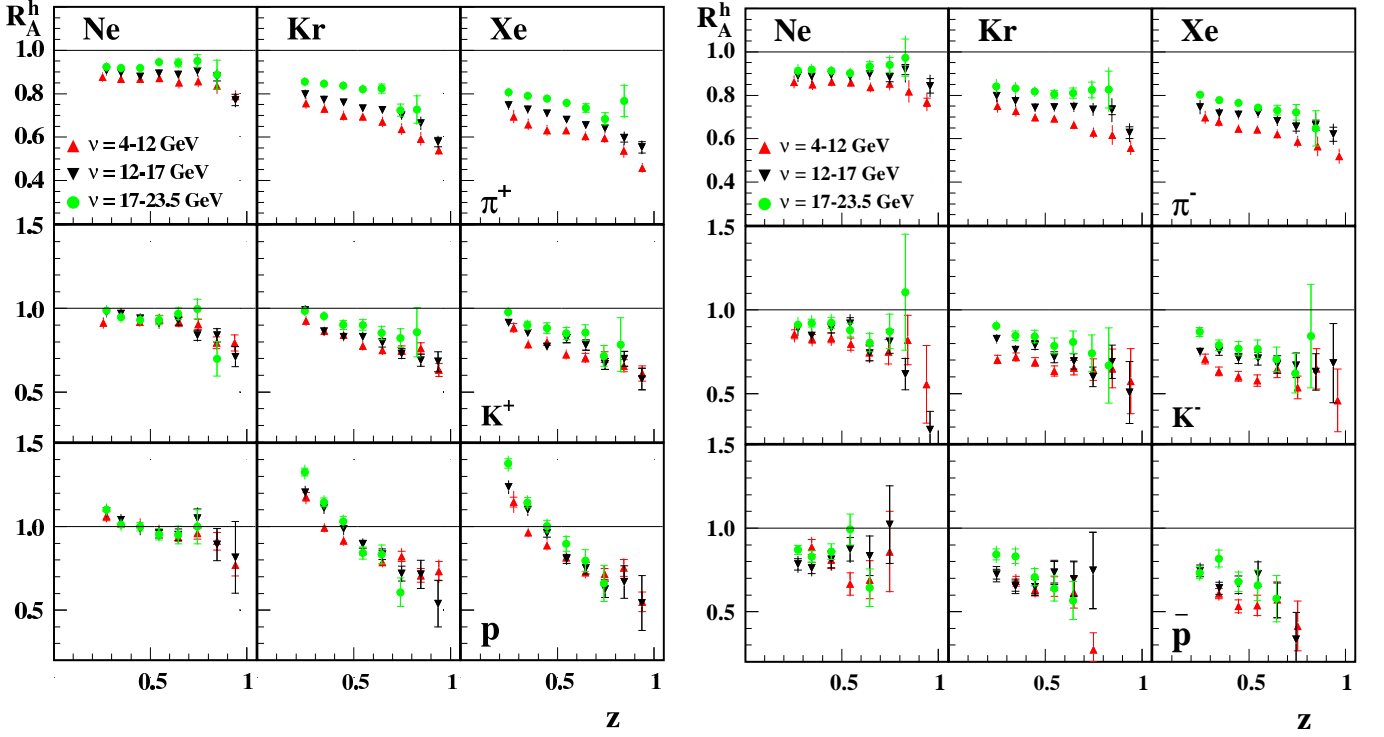 R_A^h Ne Kr Xe
1.0
0.8
0.6
0.4
ν = 4-12 GeV
ν = 12-17 GeV
ν = 17-23.5 GeV
π+
1.5
1.0
0.5
K+
1.5
1.0
0.5
p
0.5 1 0.5 1 0.5 1
z
R_A^h Ne Kr Xe
1.0
0.8
0.6
0.4
ν = 4-12 GeV
ν = 12-17 GeV
ν = 17-23.5 GeV
π-
1.5
1.0
0.5
K-
1.5
1.0
0.5
p̄
0.5 1 0.5 1 0.5 1
z